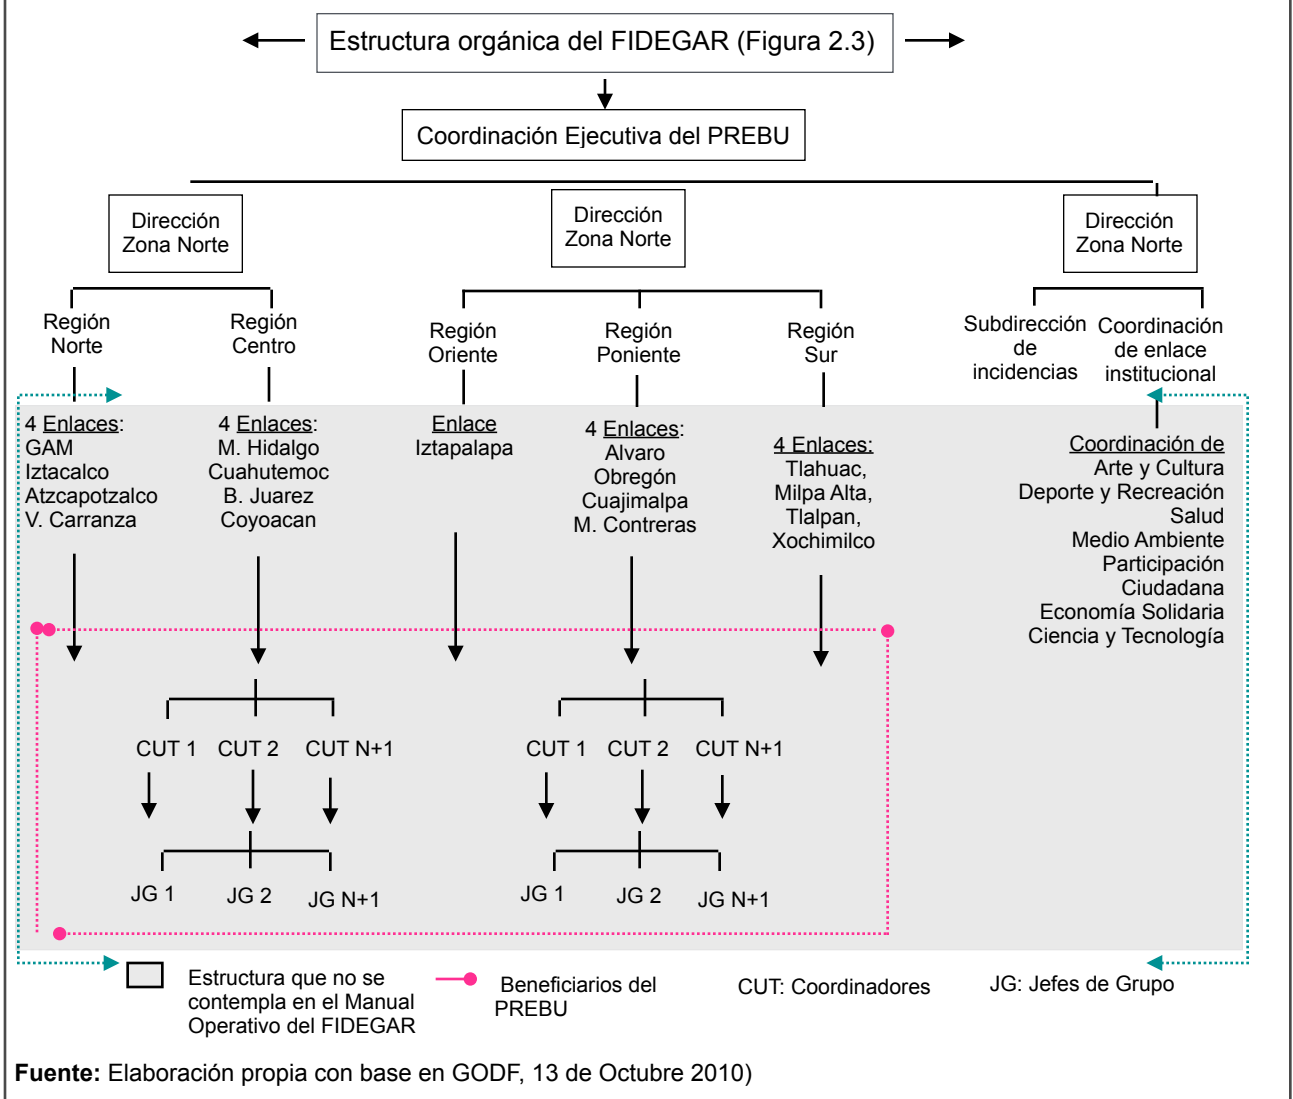 Estructura orgánica del FIDEGAR (Figura 2.3)
Coordinación Ejecutiva del PREBU
Dirección
Zona Norte
Dirección
Zona Norte
Dirección
Zona Norte
Región
Norte
Región
Centro
Región
Oriente
Región
Poniente
Región
Sur
Subdirección
de
incidencias
Coordinación
de enlace
institucional
4 Enlaces:
GAM
Iztacalco
Atzcapotzalco
V. Carranza
4 Enlaces:
M. Hidalgo
Cuahutemoc
B. Juarez
Coyoacan
Enlace
Iztapalapa
4 Enlaces:
Alvaro
Obregón
Cuajimalpa
M. Contreras
4 Enlaces:
Tlahuac,
Milpa Alta,
Tlalpan,
Xochimilco
Coordinación de
Arte y Cultura
Deporte y Recreación
Salud
Medio Ambiente
Participación
Ciudadana
Economía Solidaria
Ciencia y Tecnología
CUT 1 CUT 2 CUT N+1
CUT 1 CUT 2 CUT N+1
JG 1 JG 2 JG N+1
JG 1 JG 2 JG N+1
Estructura que no se
contempla en el Manual
Operativo del FIDEGAR
Beneficiarios del
PREBU
CUT: Coordinadores
JG: Jefes de Grupo
Fuente: Elaboración propia con base en GODF, 13 de Octubre 2010)